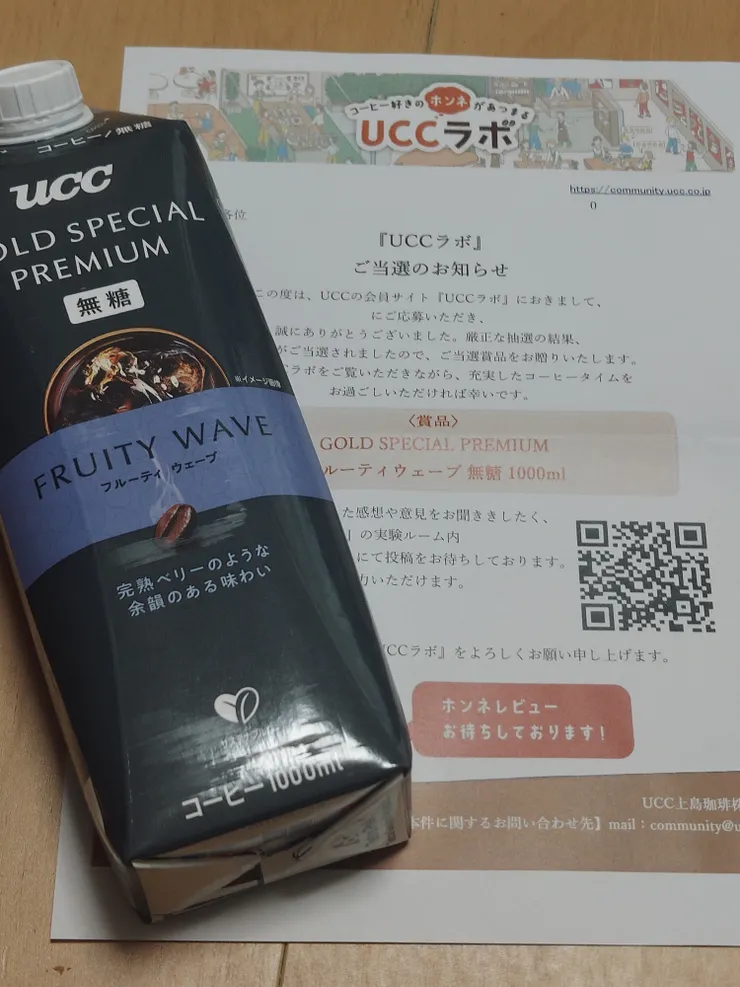 コーヒー/無糖
ucc
OLD SPECIAL
PREMIUM
無糖
※イメージ画像
FRUITY WAVE
フルーティ ウェーブ
完熟ベリーのような
余韻のある味わい
コーヒー 1000ml
コーヒー好きのホンネがあつまる
UCCラボ
https://community.ucc.co.jp
0
各位
『UCCラボ』
ご当選のお知らせ
この度は、UCCの会員サイト『UCCラボ』におきまして、
にご応募いただき、
誠にありがとうございました。厳正な抽選の結果、
がご当選されましたので、ご当選賞品をお贈りいたします。
ラボをご覧いただきながら、充実したコーヒータイムを
お過ごしいただければ幸いです。
〈賞品〉
GOLD SPECIAL PREMIUM
ルーティウェーブ 無糖 1000ml
た感想や意見をお聞ききしたく、
の実験ルーム内
にて投稿をお待ちしております。
力いただけます。
CCラボ』をよろしくお願い申し上げます。
ホンネレビュー
お待ちしております!
UCC上島珈琲株
本件に関するお問い合わせ先】mail：community@u